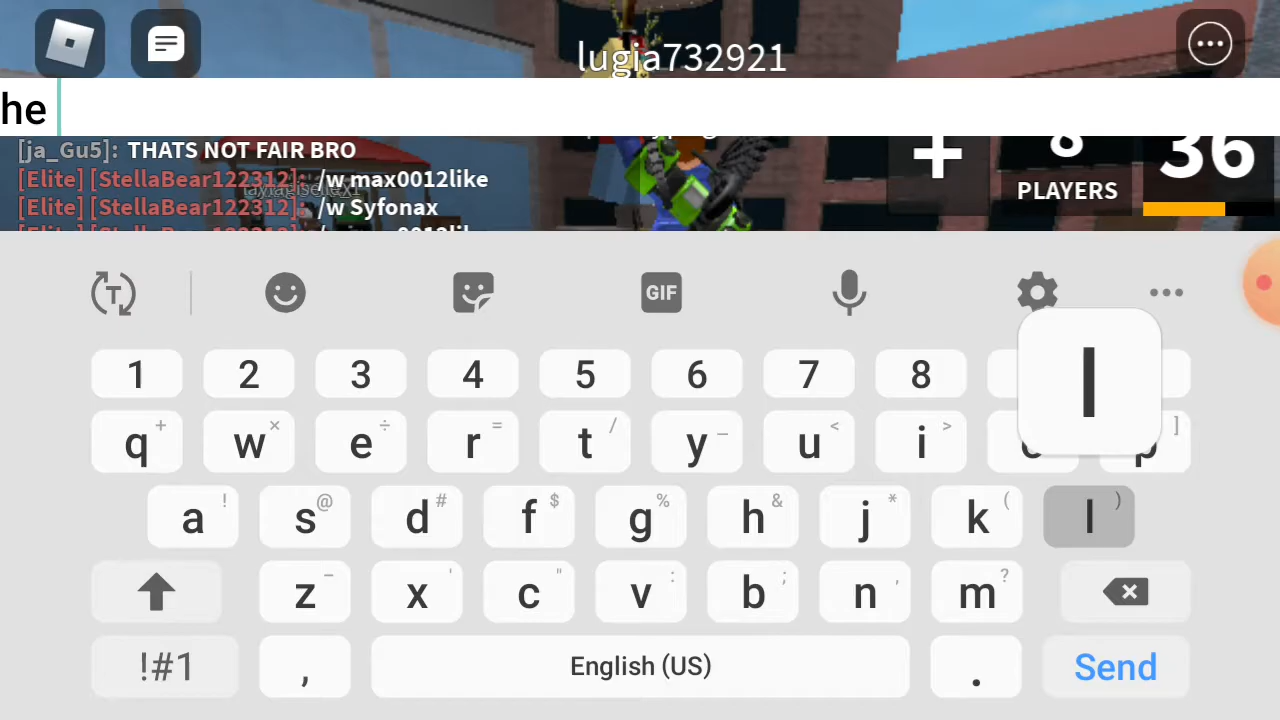 lugia732921
he
[ja_Gu5]: THATS NOT FAIR BRO
[Elite] [StellaBear122312]: /w max0012like
[Elite] [StellaBear122312]: /w Syfonax
+
8
PLAYERS
36
GIF
l
1 2 3 4 5 6 7 8
q + w × e ÷ r = t / y _ u < i > p ]
a ! s @ d # f $ g % h & j * k ( l )
z - x ' c " v : b ; n , m ?
!#1 , English (US) . Send